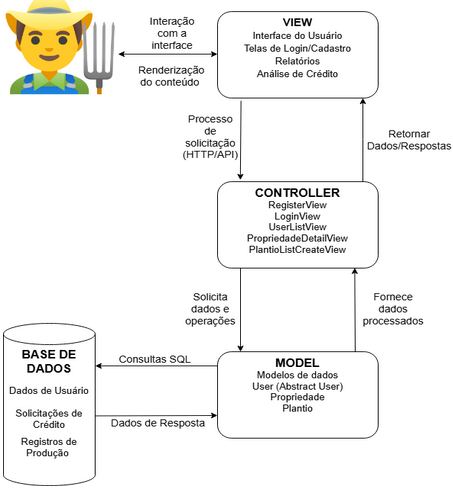 Interação
com a
interface
Renderização
do conteúdo
VIEW
Interface do Usuário
Telas de Login/Cadastro
Relatórios
Análise de Crédito
Processo
de
solicitação
(HTTP/API)
Retornar
Dados/Respostas
CONTROLLER
RegisterView
LoginView
UserListView
PropriedadeDetailView
PlantioListCreateView
Solicita
dados e
operações
Fornece
dados
processados
BASE DE
DADOS
Dados de Usuário
Solicitações de
Crédito
Registros de
Produção
Consultas SQL
Dados de Resposta
MODEL
Modelos de dados
User (Abstract User)
Propriedade
Plantio